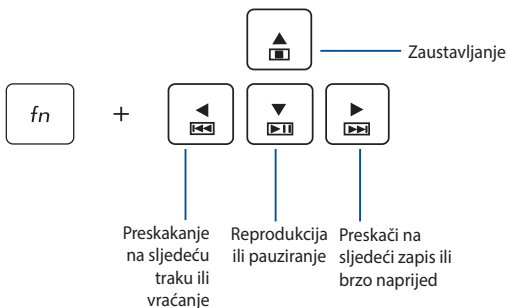 Zaustavljanje
fn +
Preskakanje
na sljedeću
traku ili
vraćanje
Reprodukcija
ili pauziranje
Preskači na
sljedeći zapis ili
brzo naprijed